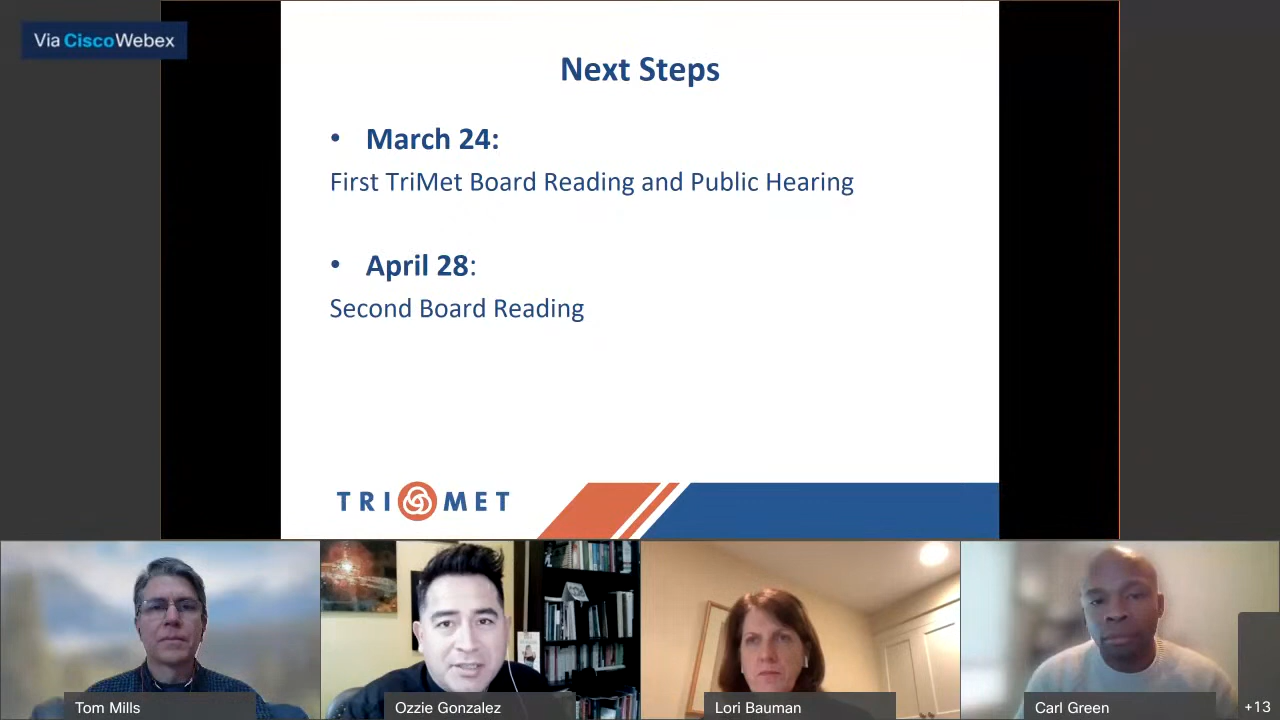 Via CiscoWebex
Next Steps
• March 24:
First TriMet Board Reading and Public Hearing
• April 28:
Second Board Reading
TRI MET
Tom Mills
Ozzie Gonzalez
Lori Bauman
Carl Green
+13